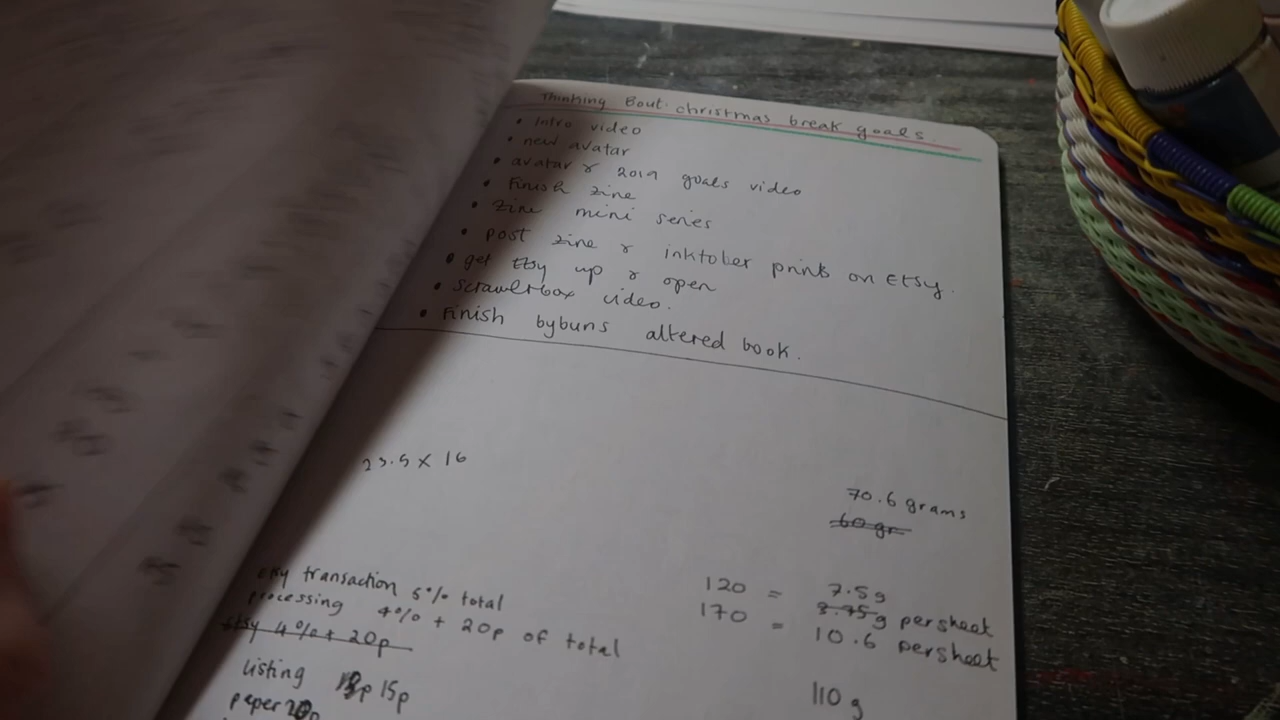 Thinking Bout: christmas break goals
• intro video
• new avatar
• avatar & 2019 goals video
• Finish zine
• zine mini series
• post zine & inktober prints on Etsy.
• get Etsy up & open
• scrawlrbox video.
• Finish bybuns altered book.
23.5 x 16
70.6 grams
60 gr
etsy transaction 5% total
processing 4% + 20p of total
etsy 4% + 20p
listing 15p
paper
120 = 7.5g
8.75g per sheet
170 = 10.6 per sheet
110 g